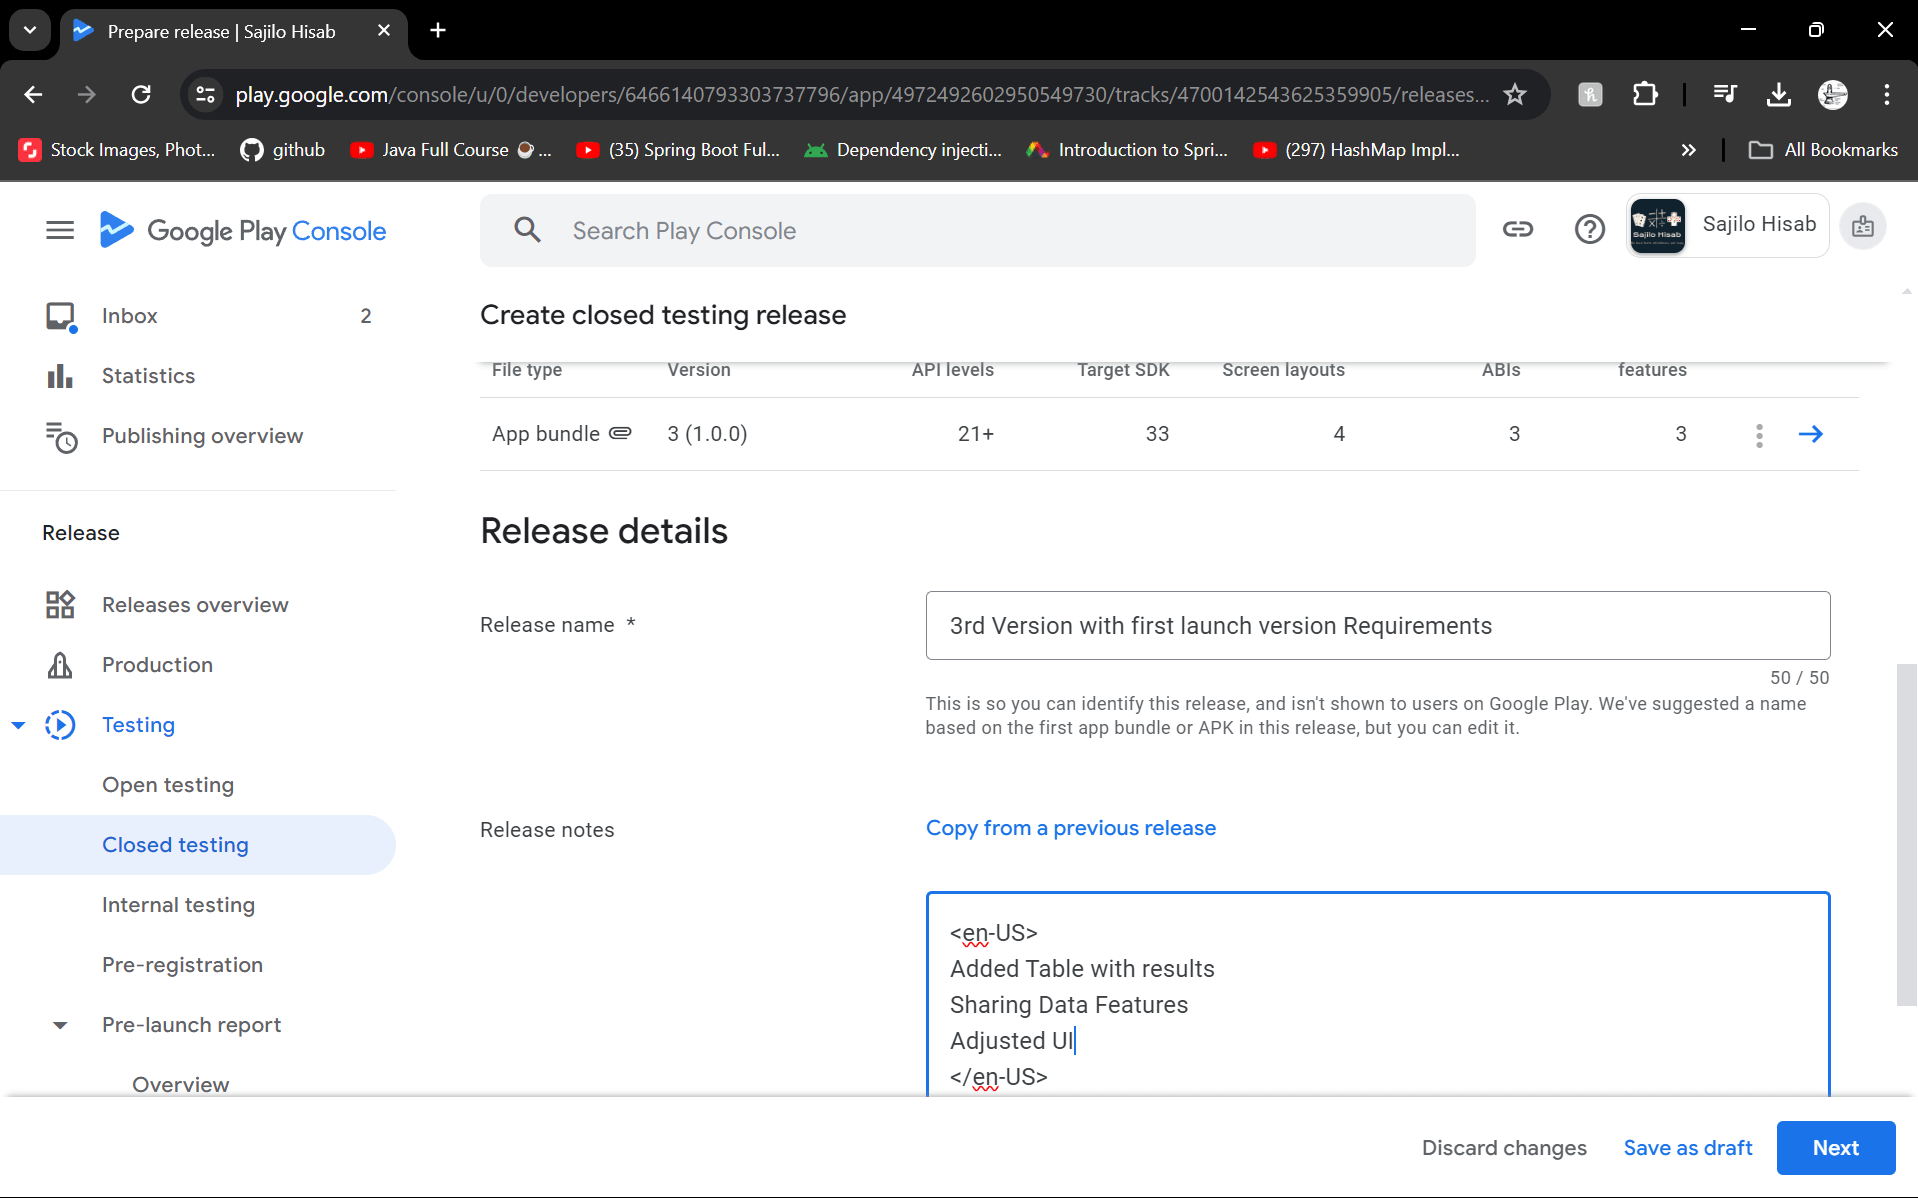 Prepare release | Sajilo Hisab
play.google.com/console/u/0/developers/6466140793303737796/app/4972492602950549730/tracks/4700142543625359905/releases...
Stock Images, Phot...
github
Java Full Course ☕ ...
(35) Spring Boot Ful...
Dependency injecti...
Introduction to Spri...
(297) HashMap Impl...
All Bookmarks
Google Play Console
Search Play Console
Sajilo Hisab
Sajilo Hisab
Inbox 2
Statistics
Publishing overview
Release
Releases overview
Production
Testing
Open testing
Closed testing
Internal testing
Pre-registration
Pre-launch report
Overview
Create closed testing release
File type Version API levels Target SDK Screen layouts ABIs features
App bundle 3 (1.0.0) 21+ 33 4 3 3
Release details
Release name *
3rd Version with first launch version Requirements
50 / 50
This is so you can identify this release, and isn't shown to users on Google Play. We've suggested a name
based on the first app bundle or APK in this release, but you can edit it.
Release notes
Copy from a previous release
<en-US>
Added Table with results
Sharing Data Features
Adjusted UI
</en-US>
Discard changes
Save as draft
Next